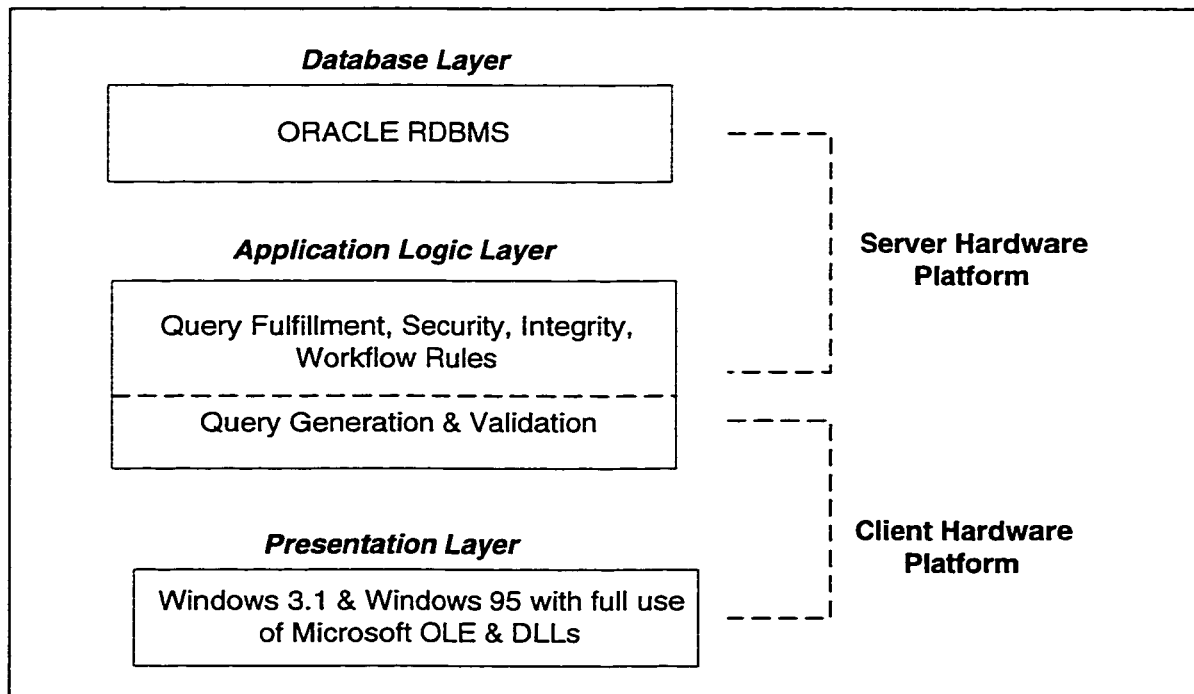 Database Layer
ORACLE RDBMS
Application Logic Layer
Server Hardware
Platform
Query Fulfillment, Security, Integrity,
Workflow Rules
Query Generation & Validation
Client Hardware
Platform
Presentation Layer
Windows 3.1 & Windows 95 with full use
of Microsoft OLE & DLLs